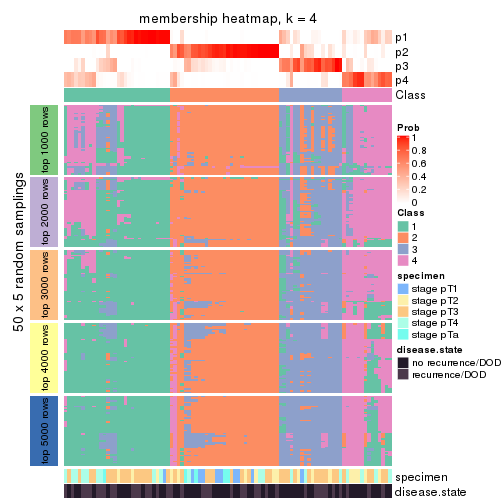 membership heatmap, k = 4
p1
p2
p3
p4
Class
50 x 5 random samplings
top 1000 rows
top 2000 rows
top 3000 rows
top 4000 rows
top 5000 rows
Prob
1
0.8
0.6
0.4
0.2
0
Class
1
2
3
4
specimen
stage pT1
stage pT2
stage pT3
stage pT4
stage pTa
disease.state
no recurrence/DOD
recurrence/DOD
specimen
disease.state